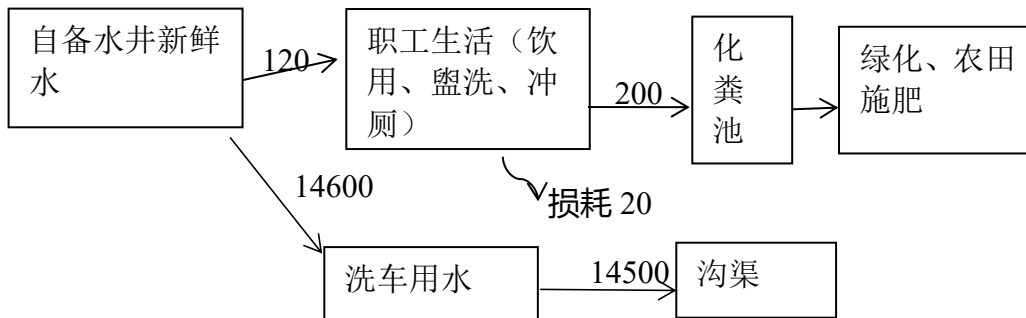 自备水井新鲜
水
120
职工生活（饮
用、盥洗、冲
厕）
200
化
粪
池
绿化、农田
施肥
14600
损耗 20
洗车用水
14500
沟渠